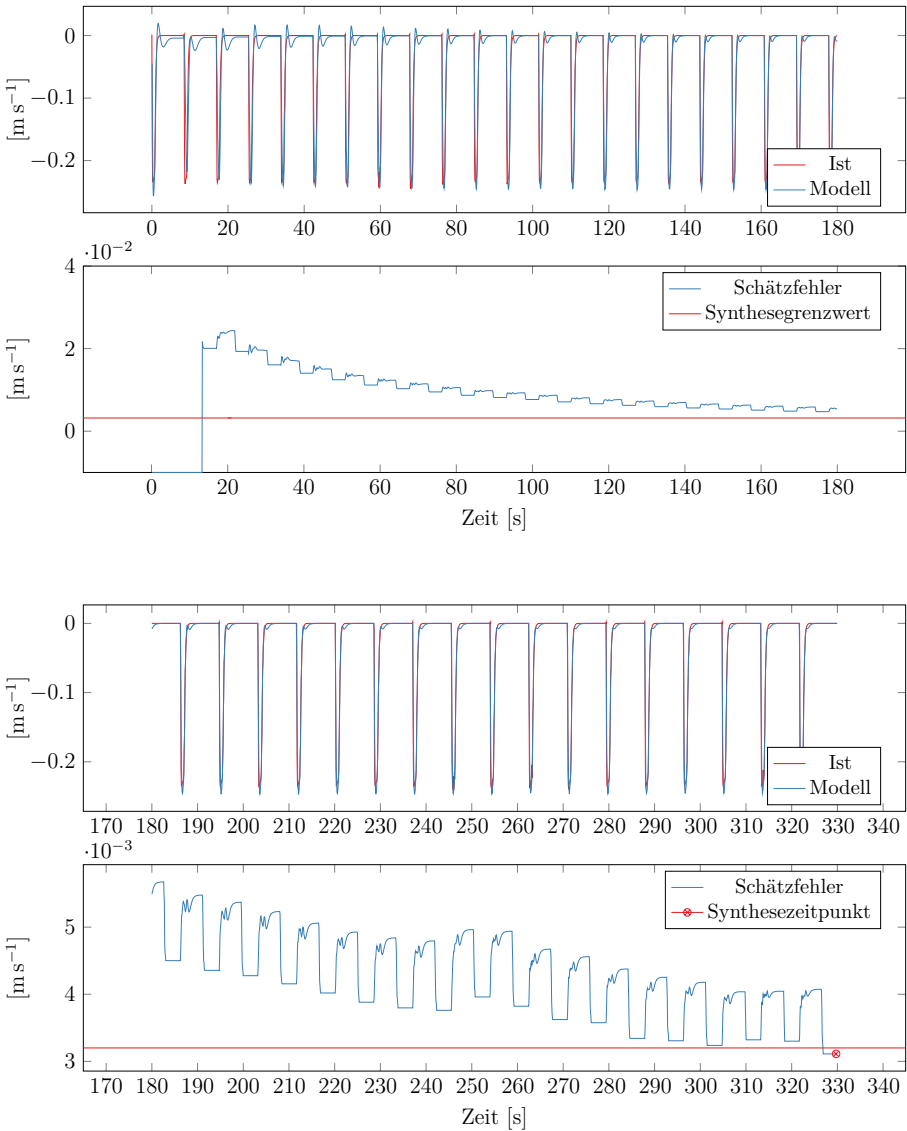 0
−0.1
−0.2
[m s⁻¹]
Ist
Modell
0 20 40 60 80 100 120 140 160 180
·10⁻²
4
2
0
[m s⁻¹]
Schätzfehler
Synthesegrenzwert
0 20 40 60 80 100 120 140 160 180
Zeit [s]
0
−0.1
−0.2
[m s⁻¹]
Ist
Modell
170 180 190 200 210 220 230 240 250 260 270 280 290 300 310 320 330 340
·10⁻³
5
4
3
[m s⁻¹]
Schätzfehler
Synthesezeitpunkt
170 180 190 200 210 220 230 240 250 260 270 280 290 300 310 320 330 340
Zeit [s]